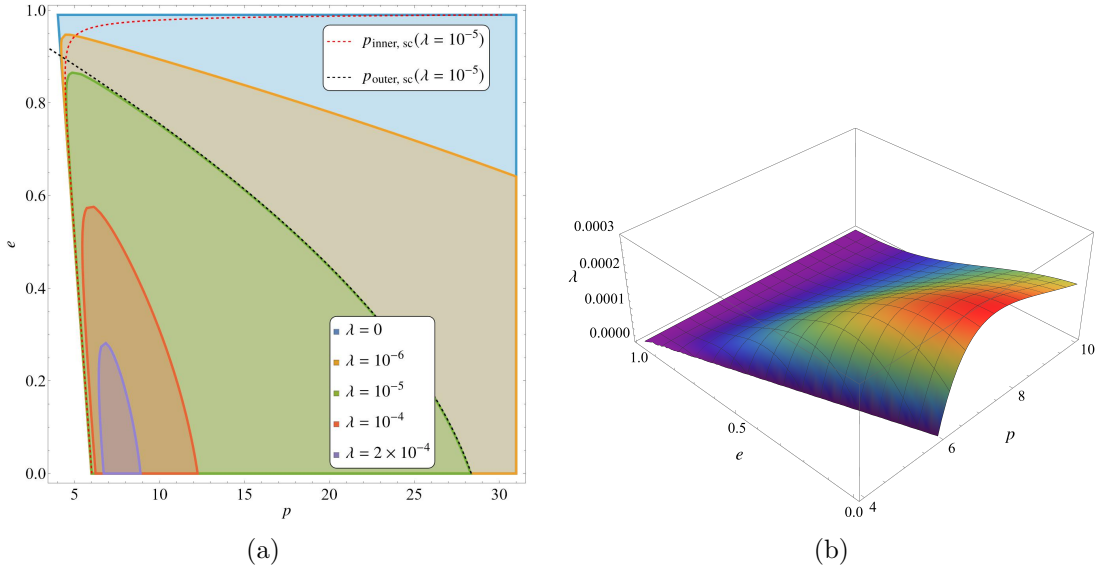 1.0
0.8
0.6
0.4
0.2
0.0
e
5
10
15
20
25
30
p
p_inner, sc(λ = 10⁻⁵)
p_outer, sc(λ = 10⁻⁵)
λ = 0
λ = 10⁻⁶
λ = 10⁻⁵
λ = 10⁻⁴
λ = 2 × 10⁻⁴
(a)
0.0003
0.0002
λ
0.0001
0.0000
1.0
0.5
e
0.0
4
6
8
10
p
(b)